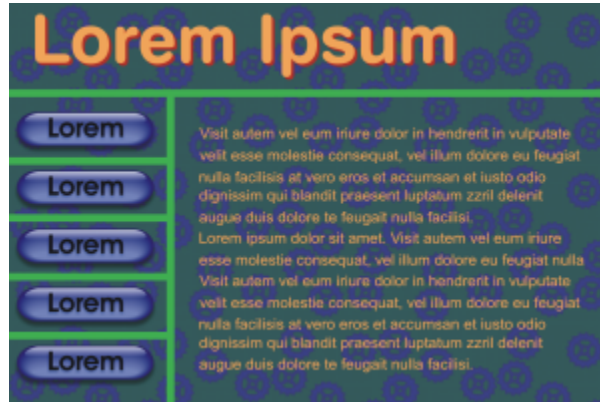 Lorem Ipsum
Lorem
Lorem
Lorem
Lorem
Lorem
Visit autem vel eum iriure dolor in hendrerit in vulputate
velit esse molestie consequat, vel illum dolore eu feugiat
nulla facilisis at vero eros et accumsan et iusto odio
dignissim qui blandit praesent luptatum zzril delenit
augue duis dolore te feugait nulla facilisi.
Lorem ipsum dolor sit amet. Visit autem vel eum iriure
esse molestie consequat, vel illum dolore eu feugiat nulla
Visit autem vel eum iriure dolor in hendrerit in vulputate
velit esse molestie consequat, vel illum dolore eu feugiat
nulla facilisis at vero eros et accumsan et iusto odio
dignissim qui blandit praesent luptatum zzril delenit
augue duis dolore te feugait nulla facilisi.